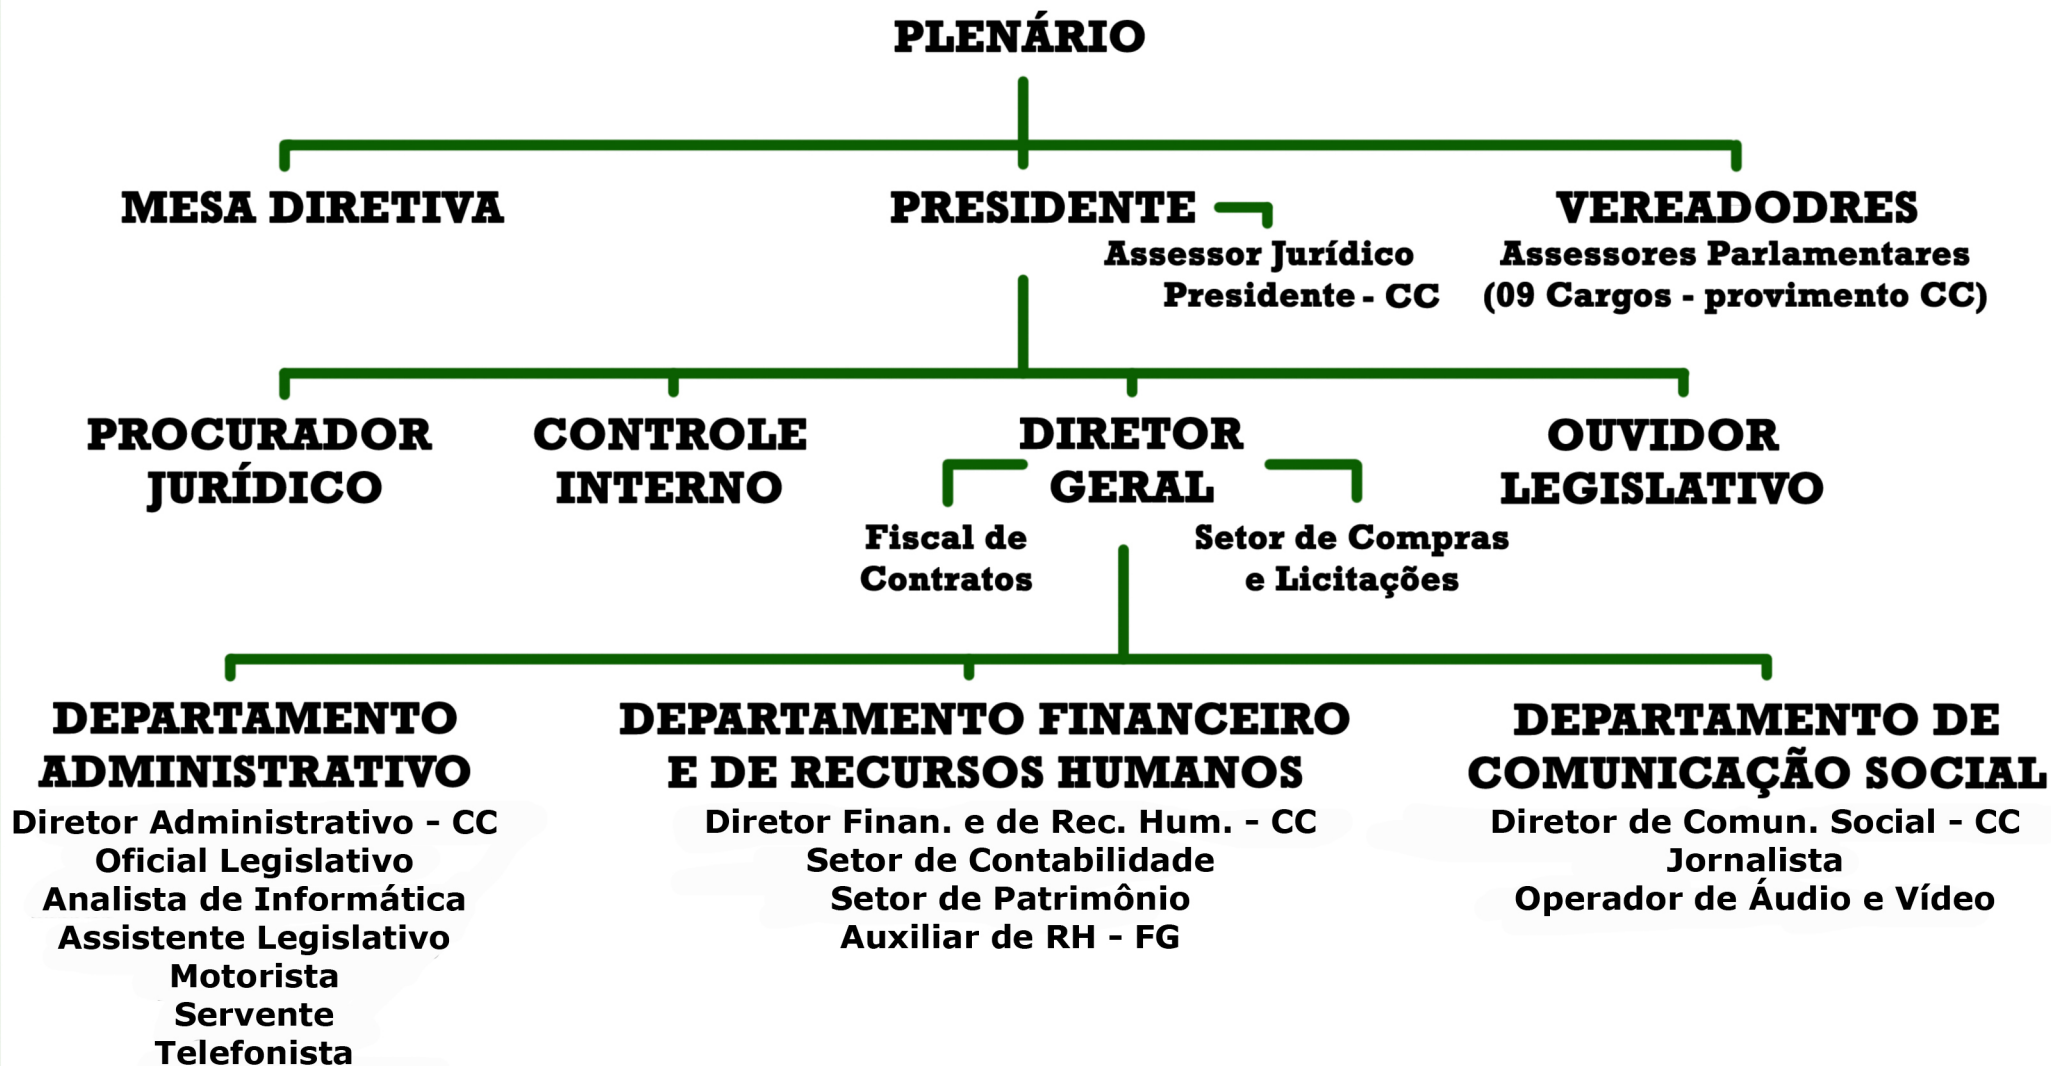 PLENÁRIO
MESA DIRETIVA
PRESIDENTE
Assessor Jurídico
Presidente - CC
VEREADODRES
Assessores Parlamentares
(09 Cargos - provimento CC)
PROCURADOR
JURÍDICO
CONTROLE
INTERNO
DIRETOR
GERAL
Fiscal de
Contratos
Setor de Compras
e Licitações
OUVIDOR
LEGISLATIVO
DEPARTAMENTO
ADMINISTRATIVO
Diretor Administrativo - CC
Oficial Legislativo
Analista de Informática
Assistente Legislativo
Motorista
Servente
Telefonista
DEPARTAMENTO FINANCEIRO
E DE RECURSOS HUMANOS
Diretor Finan. e de Rec. Hum. - CC
Setor de Contabilidade
Setor de Patrimônio
Auxiliar de RH - FG
DEPARTAMENTO DE
COMUNICAÇÃO SOCIAL
Diretor de Comun. Social - CC
Jornalista
Operador de Áudio e Vídeo